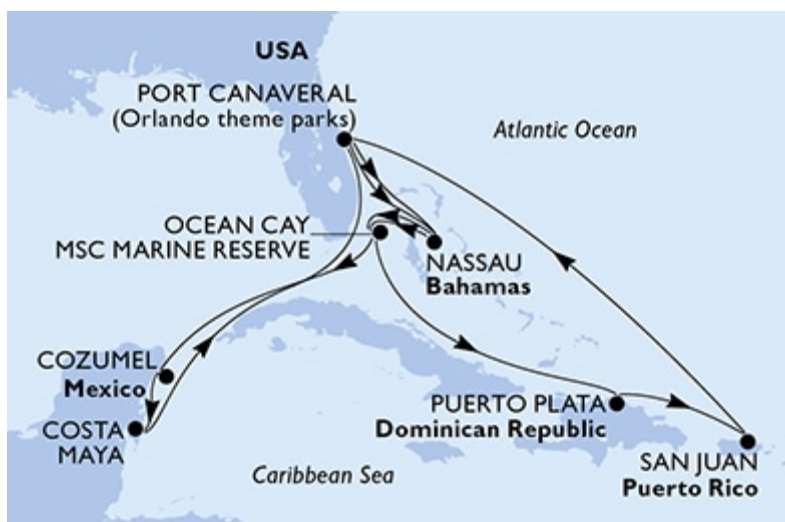 USA
PORT CANAVERAL
(Orlando theme parks)
Atlantic Ocean
OCEAN CAY
MSC MARINE RESERVE
NASSAU
Bahamas
COZUMEL
Mexico
COSTA
MAYA
PUERTO PLATA
Dominican Republic
SAN JUAN
Puerto Rico
Caribbean Sea